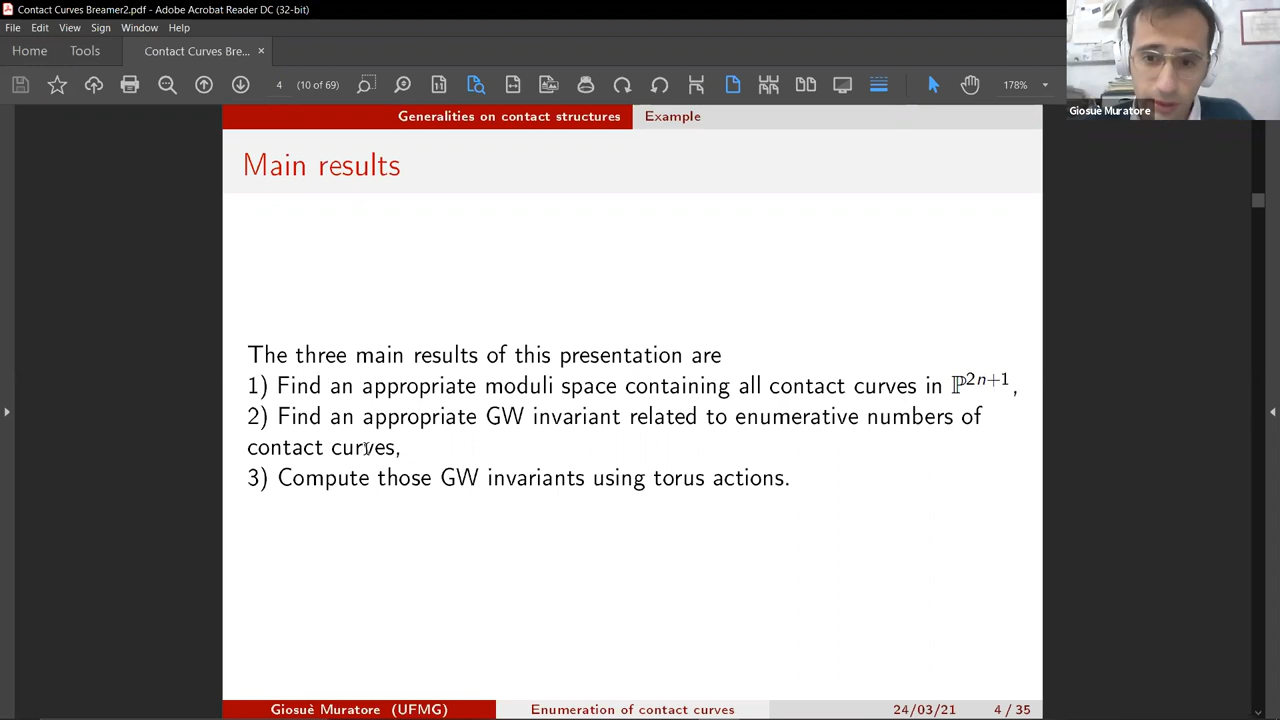 Contact Curves Breamer2.pdf - Adobe Acrobat Reader DC (32-bit)
File Edit View Sign Window Help
Home Tools Contact Curves Brea... ×
4 (10 of 69) 178%
Giosuè Muratore
Generalities on contact structures Example
Main results
The three main results of this presentation are
1) Find an appropriate moduli space containing all contact curves in ℙ²ⁿ⁺¹,
2) Find an appropriate GW invariant related to enumerative numbers of
contact curves,
3) Compute those GW invariants using torus actions.
Giosuè Muratore (UFMG) Enumeration of contact curves 24/03/21 4 / 35